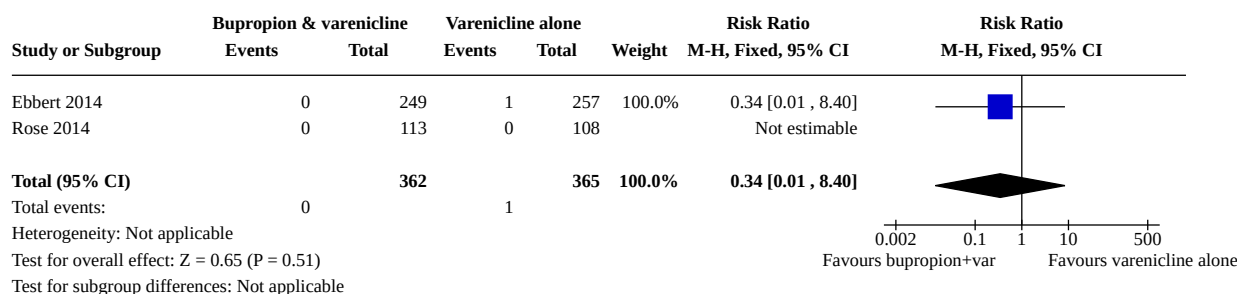 Bupropion & varenicline Varenicline alone Risk Ratio Risk Ratio
Study or Subgroup Events Total Events Total Weight M-H, Fixed, 95% CI M-H, Fixed, 95% CI
Ebbert 2014 0 249 1 257 100.0% 0.34 [0.01 , 8.40]
Rose 2014 0 113 0 108 Not estimable
Total (95% CI) 362 365 100.0% 0.34 [0.01 , 8.40]
Total events: 0 1
Heterogeneity: Not applicable
0.002 0.1 1 10 500
Test for overall effect: Z = 0.65 (P = 0.51) Favours bupropion+var Favours varenicline alone
Test for subgroup differences: Not applicable